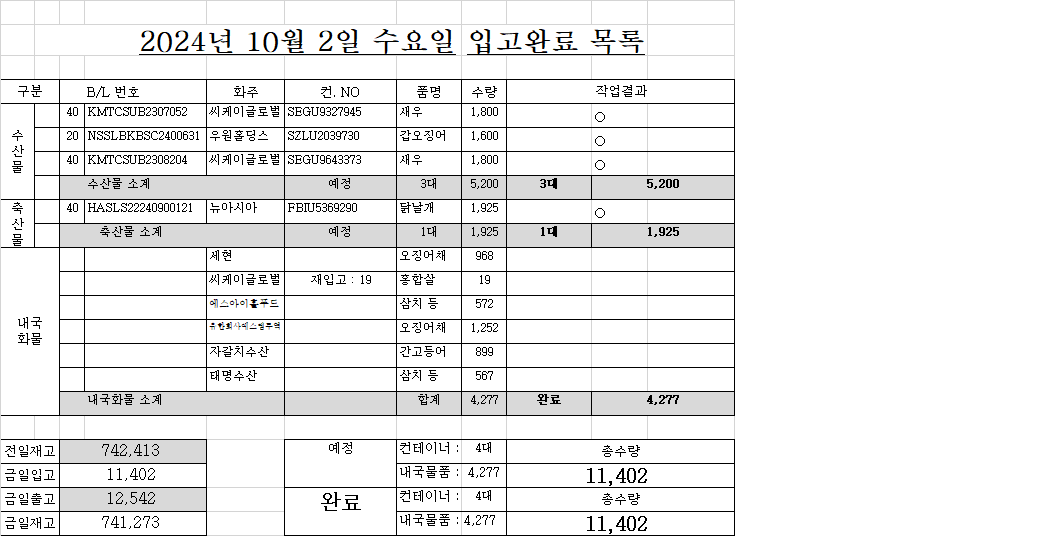 2024년 10월 2일 수요일 입고완료 목록
구분 B/L 번호 화주 컨. NO 품명 수량 작업결과
수산물
40 KMTCSUB2307052 씨케이글로벌 SEGU9327945 새우 1,800 ○
20 NSSLBKBSC2400631 우원홀딩스 SZLU2039730 갑오징어 1,600 ○
40 KMTCSUB2308204 씨케이글로벌 SEGU9643373 새우 1,800 ○
수산물 소계 예정 3대 5,200 3대 5,200
축산물
40 HASLS22240900121 뉴아시아 FBIU5369290 닭날개 1,925 ○
축산물 소계 예정 1대 1,925 1대 1,925
내국
화물
세현 오징어채 968
씨케이글로벌 재입고 : 19 홍합살 19
에스아이홀푸드 삼치 등 572
오징어채 1,252
자갈치수산 간고등어 899
태명수산 삼치 등 567
내국화물 소계 합계 4,277 완료 4,277
전일재고 742,413 예정 컨테이너 : 4대 총수량
금일입고 11,402 내국물품 : 4,277 11,402
금일출고 12,542 완료 컨테이너 : 4대 총수량
금일재고 741,273 내국물품 : 4,277 11,402